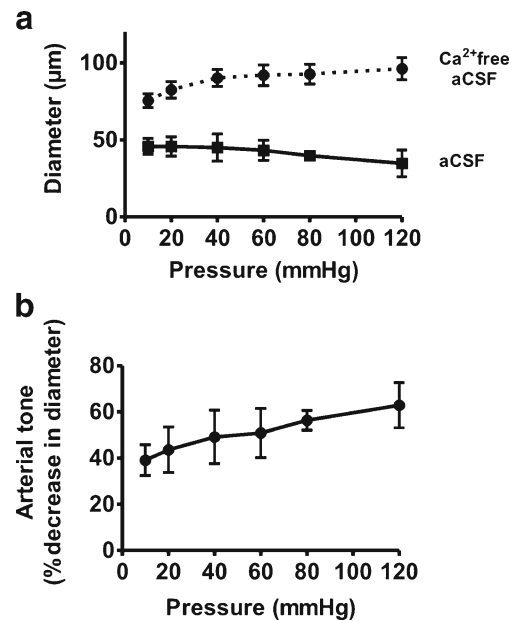 a
Diameter (µm)
100
50
0
Ca²⁺free
aCSF
aCSF
0 20 40 60 80 100 120
Pressure (mmHg)
b
Arterial tone
(%decrease in diameter)
80
60
40
20
0
0 20 40 60 80 100 120
Pressure (mmHg)